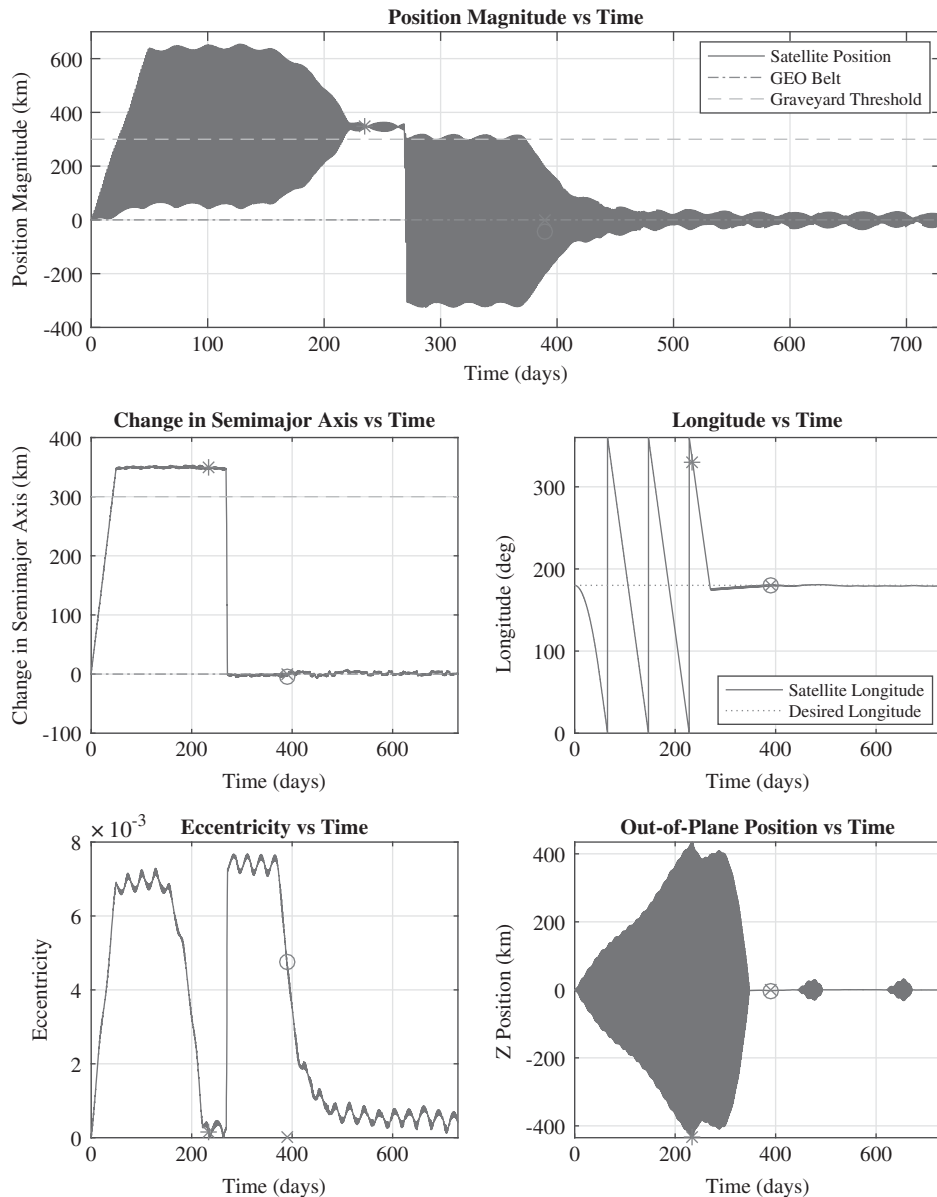 Position Magnitude vs Time
Position Magnitude (km)
600
400
200
0
-200
-400
Satellite Position
GEO Belt
Graveyard Threshold
0 100 200 300 400 500 600 700
Time (days)
Change in Semimajor Axis vs Time
Change in Semimajor Axis (km)
400
300
200
100
0
-100
0 200 400 600
Time (days)
Longitude vs Time
Longitude (deg)
300
200
100
0
Satellite Longitude
Desired Longitude
0 200 400 600
Time (days)
× 10⁻³ Eccentricity vs Time
Eccentricity
8
6
4
2
0
0 200 400 600
Time (days)
Out-of-Plane Position vs Time
Z Position (km)
400
200
0
-200
-400
0 200 400 600
Time (days)